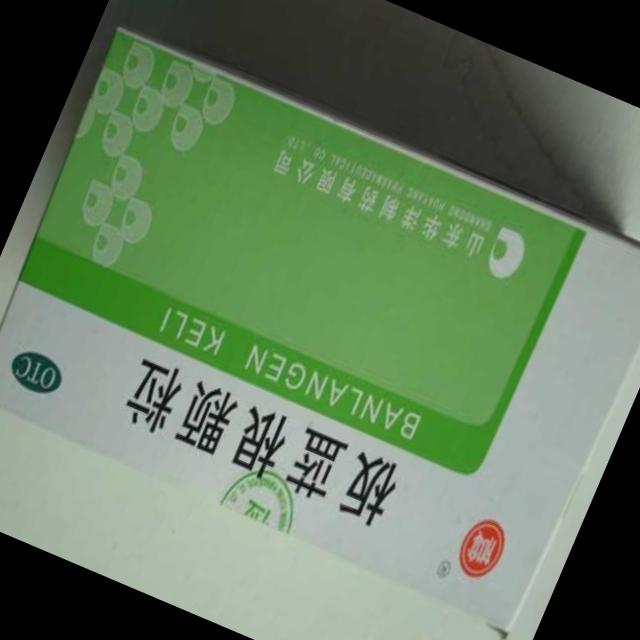 ®
OTC
板蓝根颗粒
BANLANGEN KELI
山东华洋制药有限公司
SHANDONG HUAYANG PHARMACEUTICAL CO., LTD.